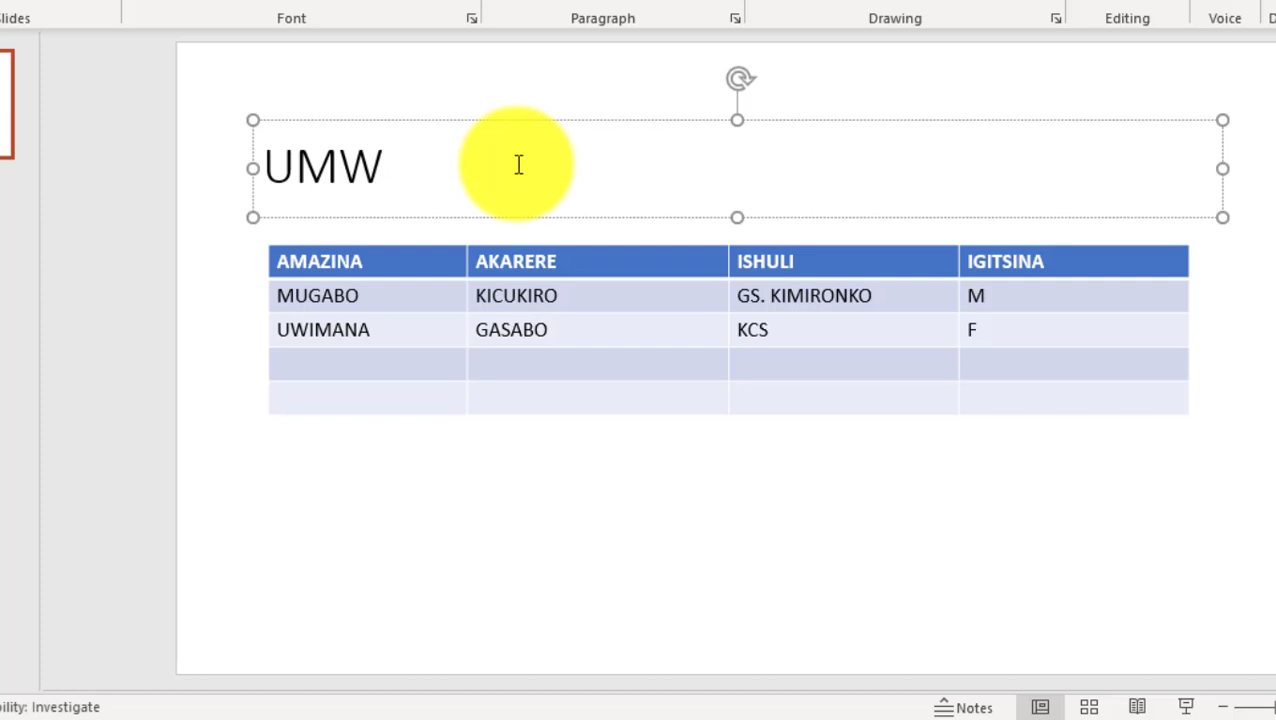 lides
Font
Paragraph
Drawing
Editing
Voice
D
UMW
AMAZINA AKARERE ISHULI IGITSINA
MUGABO KICUKIRO GS. KIMIRONKO M
UWIMANA GASABO KCS F
ility: Investigate
Notes